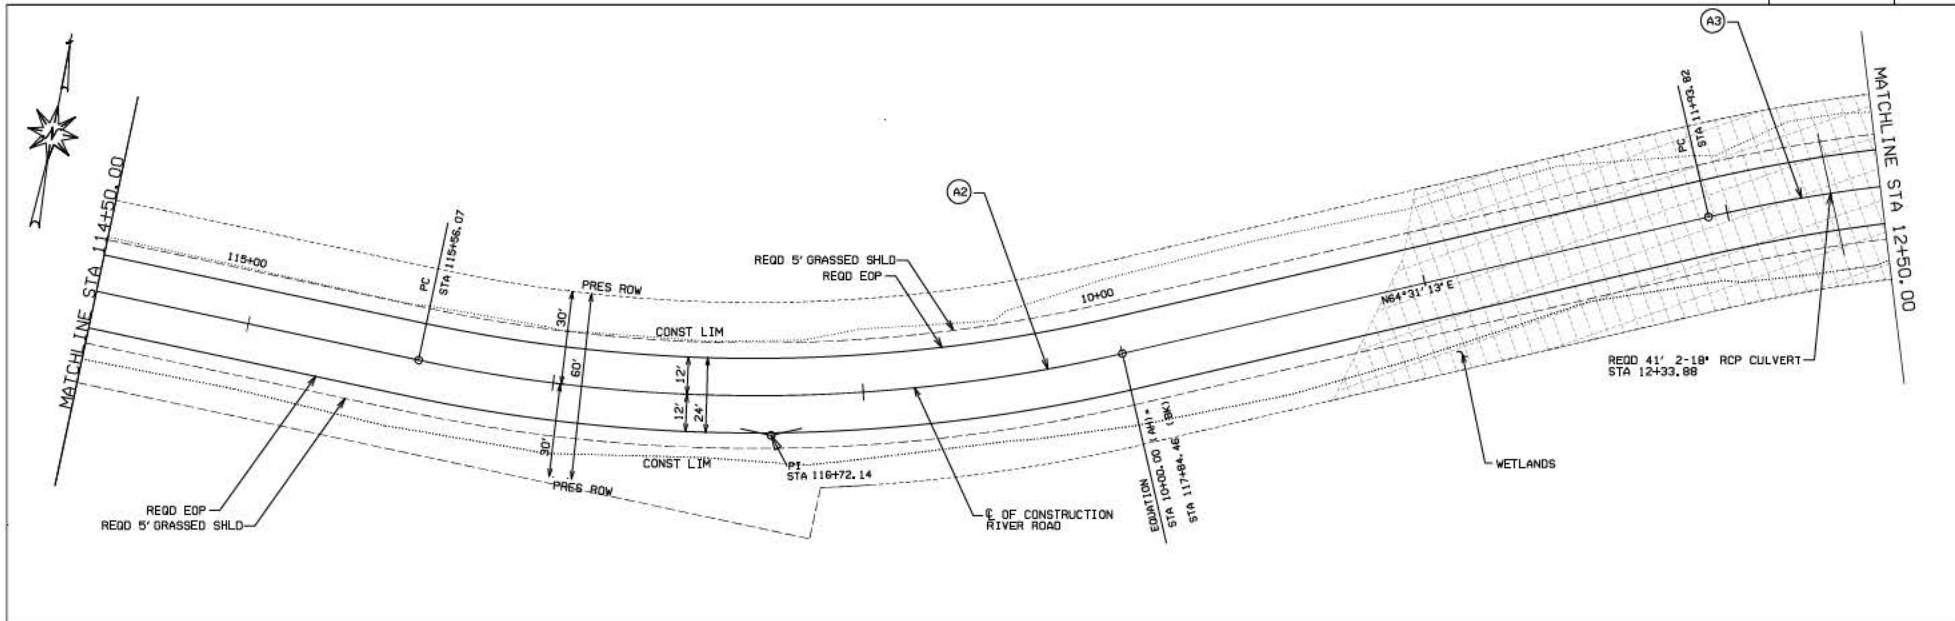 A3
MATCHLINE STA 12+50.00
PC
STA 11+93.82
MATCHLINE STA 114+50.00
A2
PC
STA 115+56.07
115+00
REQD 5' GRASSED SHLD
REQD EOP
PRES ROW
10+00
N64°31'13"E
30'
60'
CONST LIM
12'
12'
24'
30'
REQD 41' 2-18" RCP CULVERT
STA 12+33.88
CONST LIM
PI
STA 116+72.14
WETLANDS
PRES ROW
EQUATION
STA 10+00.00 (AH)=
STA 117+84.46 (BK)
REQD EOP
REQD 5' GRASSED SHLD
℄ OF CONSTRUCTION
RIVER ROAD
N